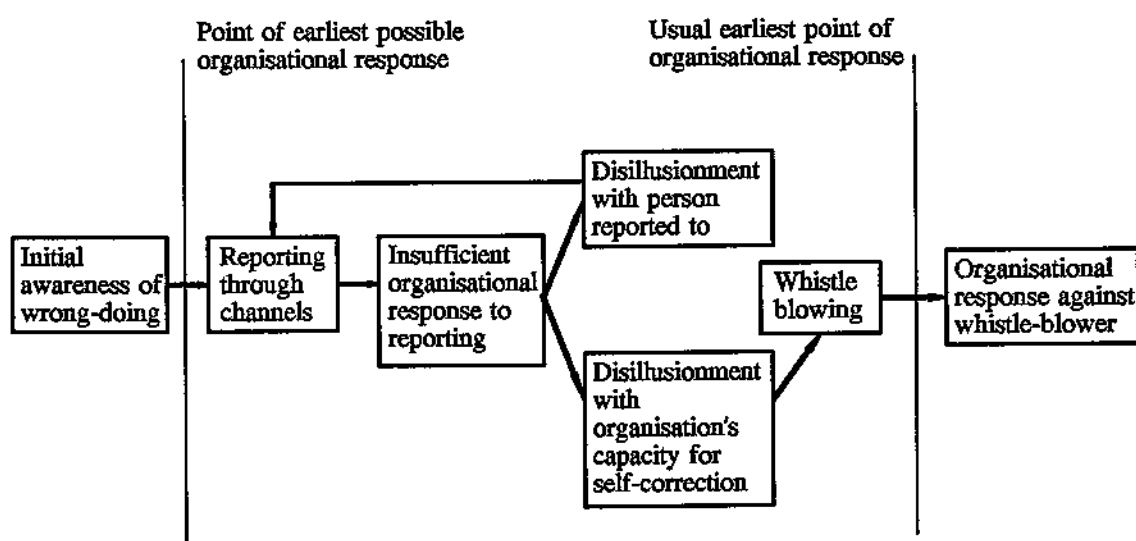 Point of earliest possible
organisational response
Usual earliest point of
organisational response
Initial
awareness of
wrong-doing
Reporting
through
channels
Insufficient
organisational
response to
reporting
Disillusionment
with person
reported to
Disillusionment
with
organisation's
capacity for
self-correction
Whistle
blowing
Organisational
response against
whistle-blower